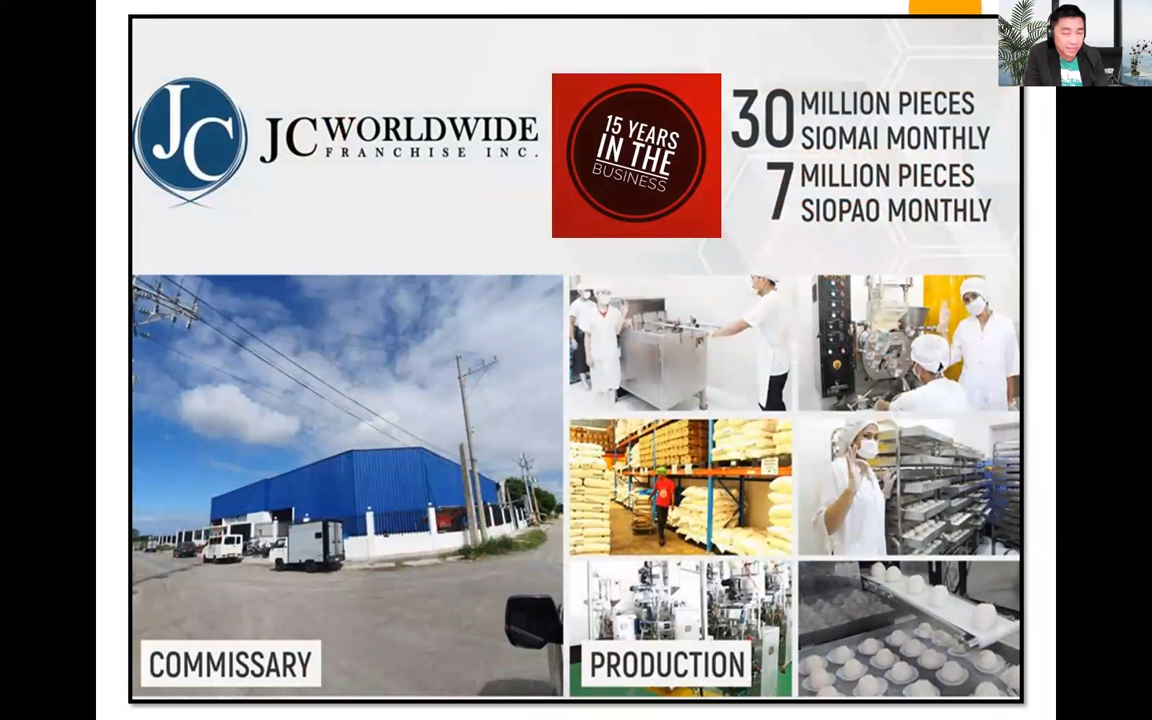 JC
JC WORLDWIDE
FRANCHISE INC.
15 YEARS
IN THE
BUSINESS
30 MILLION PIECES
SIOMAI MONTHLY
7 MILLION PIECES
SIOPAO MONTHLY
COMMISSARY
PRODUCTION